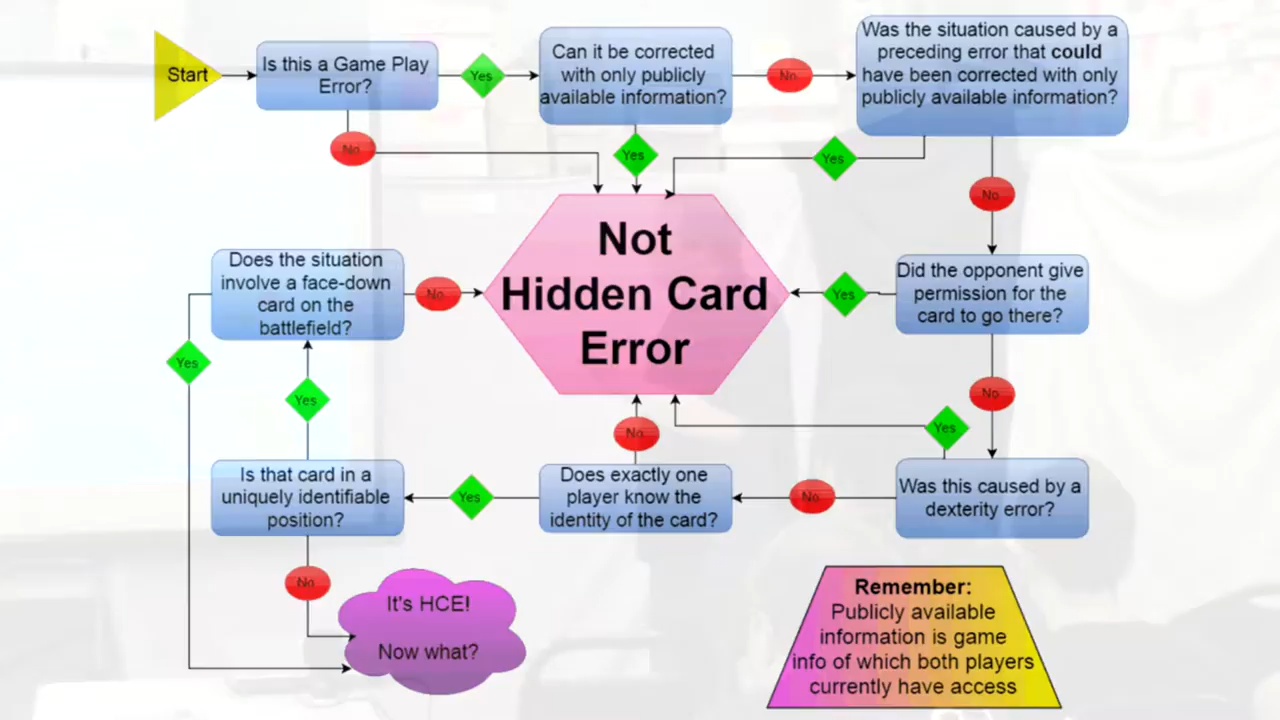 Start
Is this a Game Play
Error?
Yes
Can it be corrected
with only publicly
available information?
No
Was the situation caused by a
preceding error that could
have been corrected with only
publicly available information?
No
Yes
Yes
No
Not
Hidden Card
Error
Does the situation
involve a face-down
card on the
battlefield?
No
Yes
Did the opponent give
permission for the
card to go there?
Yes
Yes
No
No
Yes
Is that card in a
uniquely identifiable
position?
Yes
Does exactly one
player know the
identity of the card?
No
Was this caused by a
dexterity error?
No
It's HCE!
Now what?
Remember:
Publicly available
information is game
info of which both players
currently have access